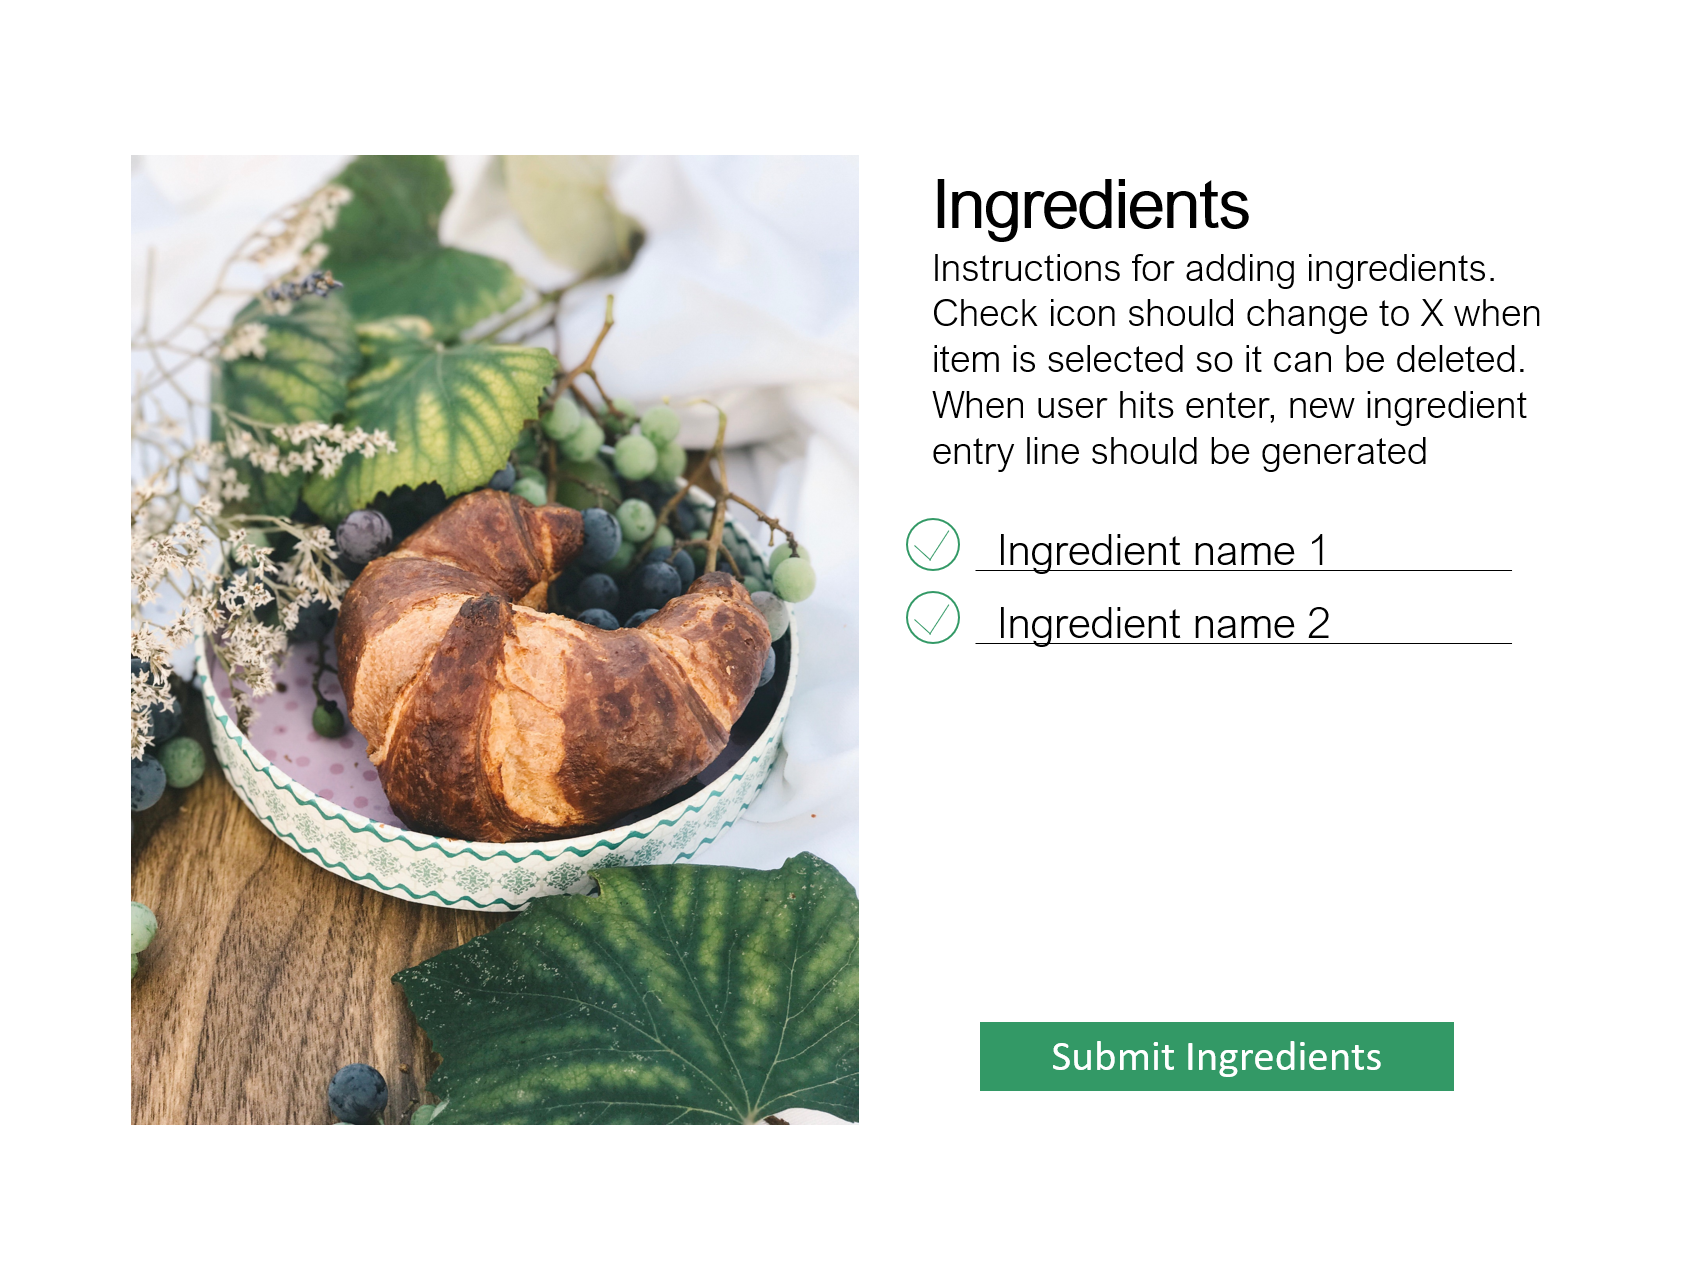 Ingredients
Instructions for adding ingredients.
Check icon should change to X when
item is selected so it can be deleted.
When user hits enter, new ingredient
entry line should be generated
Ingredient name 1
Ingredient name 2
Submit Ingredients